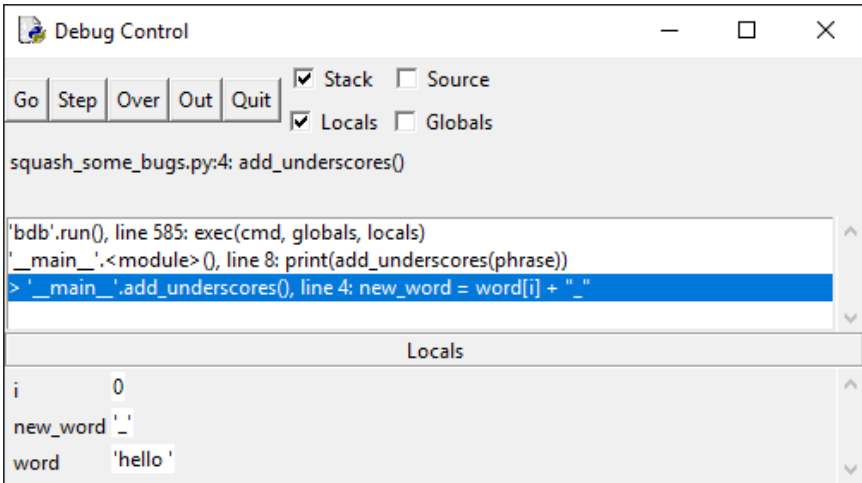 Debug Control
Go Step Over Out Quit Stack Source
Locals Globals
squash_some_bugs.py:4: add_underscores()
'bdb'.run(), line 585: exec(cmd, globals, locals)
'__main__'.<module>(), line 8: print(add_underscores(phrase))
> '__main__'.add_underscores(), line 4: new_word = word[i] + "_"
Locals
i 0
new_word '_'
word 'hello '